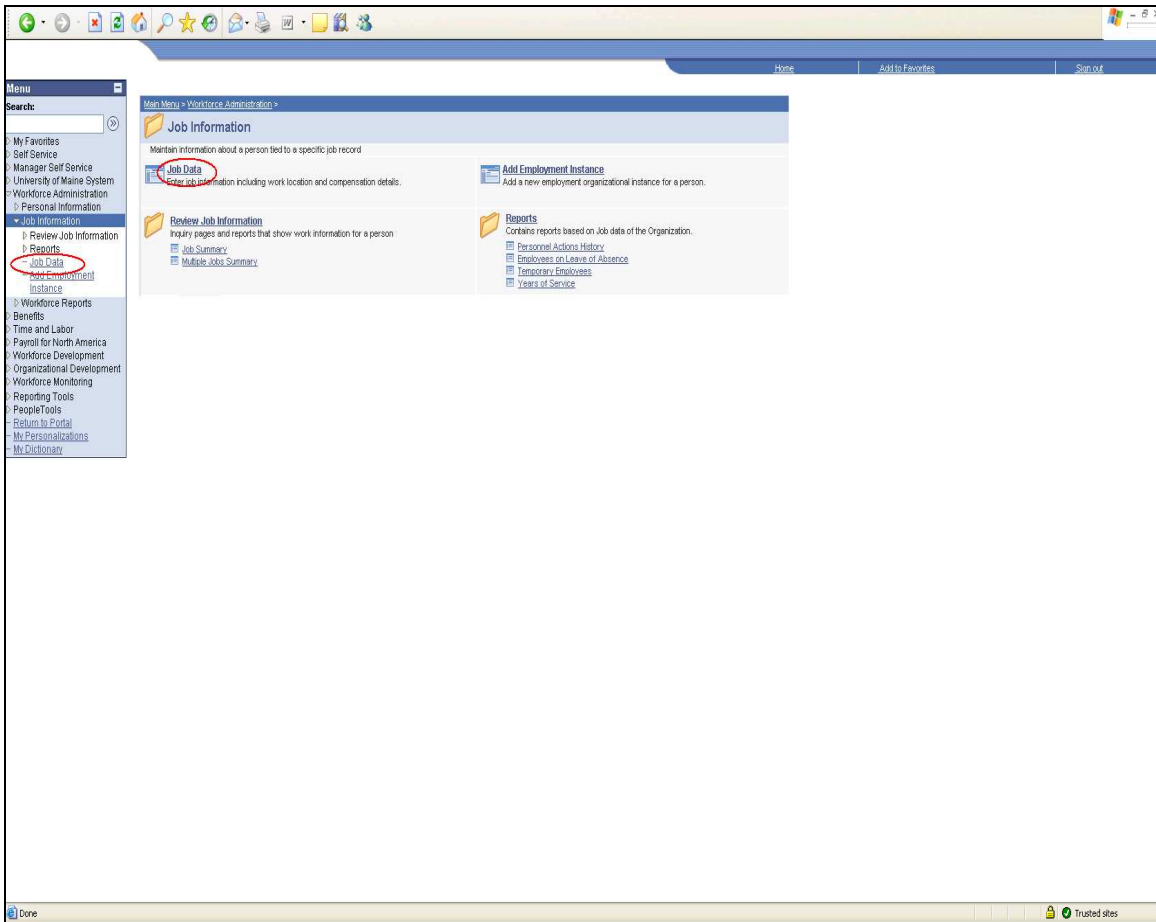 Home
Add to Favorites
Sign out
Menu
Search:
My Favorites
Self Service
Manager Self Service
University of Maine System
Workforce Administration
Personal Information
Job Information
Review Job Information
Reports
Job Data
Add Employment
Instance
Workforce Reports
Benefits
Time and Labor
Payroll for North America
Workforce Development
Organizational Development
Workforce Monitoring
Reporting Tools
PeopleTools
Return to Portal
My Personalizations
My Dictionary
Main Menu > Workforce Administration >
Job Information
Maintain information about a person tied to a specific job record
Job Data
Enter job information including work location and compensation details.
Add Employment Instance
Add a new employment organizational instance for a person.
Review Job Information
Inquiry pages and reports that show work information for a person
Job Summary
Multiple Jobs Summary
Reports
Contains reports based on Job data of the Organization.
Personnel Actions History
Employees on Leave of Absence
Temporary Employees
Years of Service
Done
Trusted sites